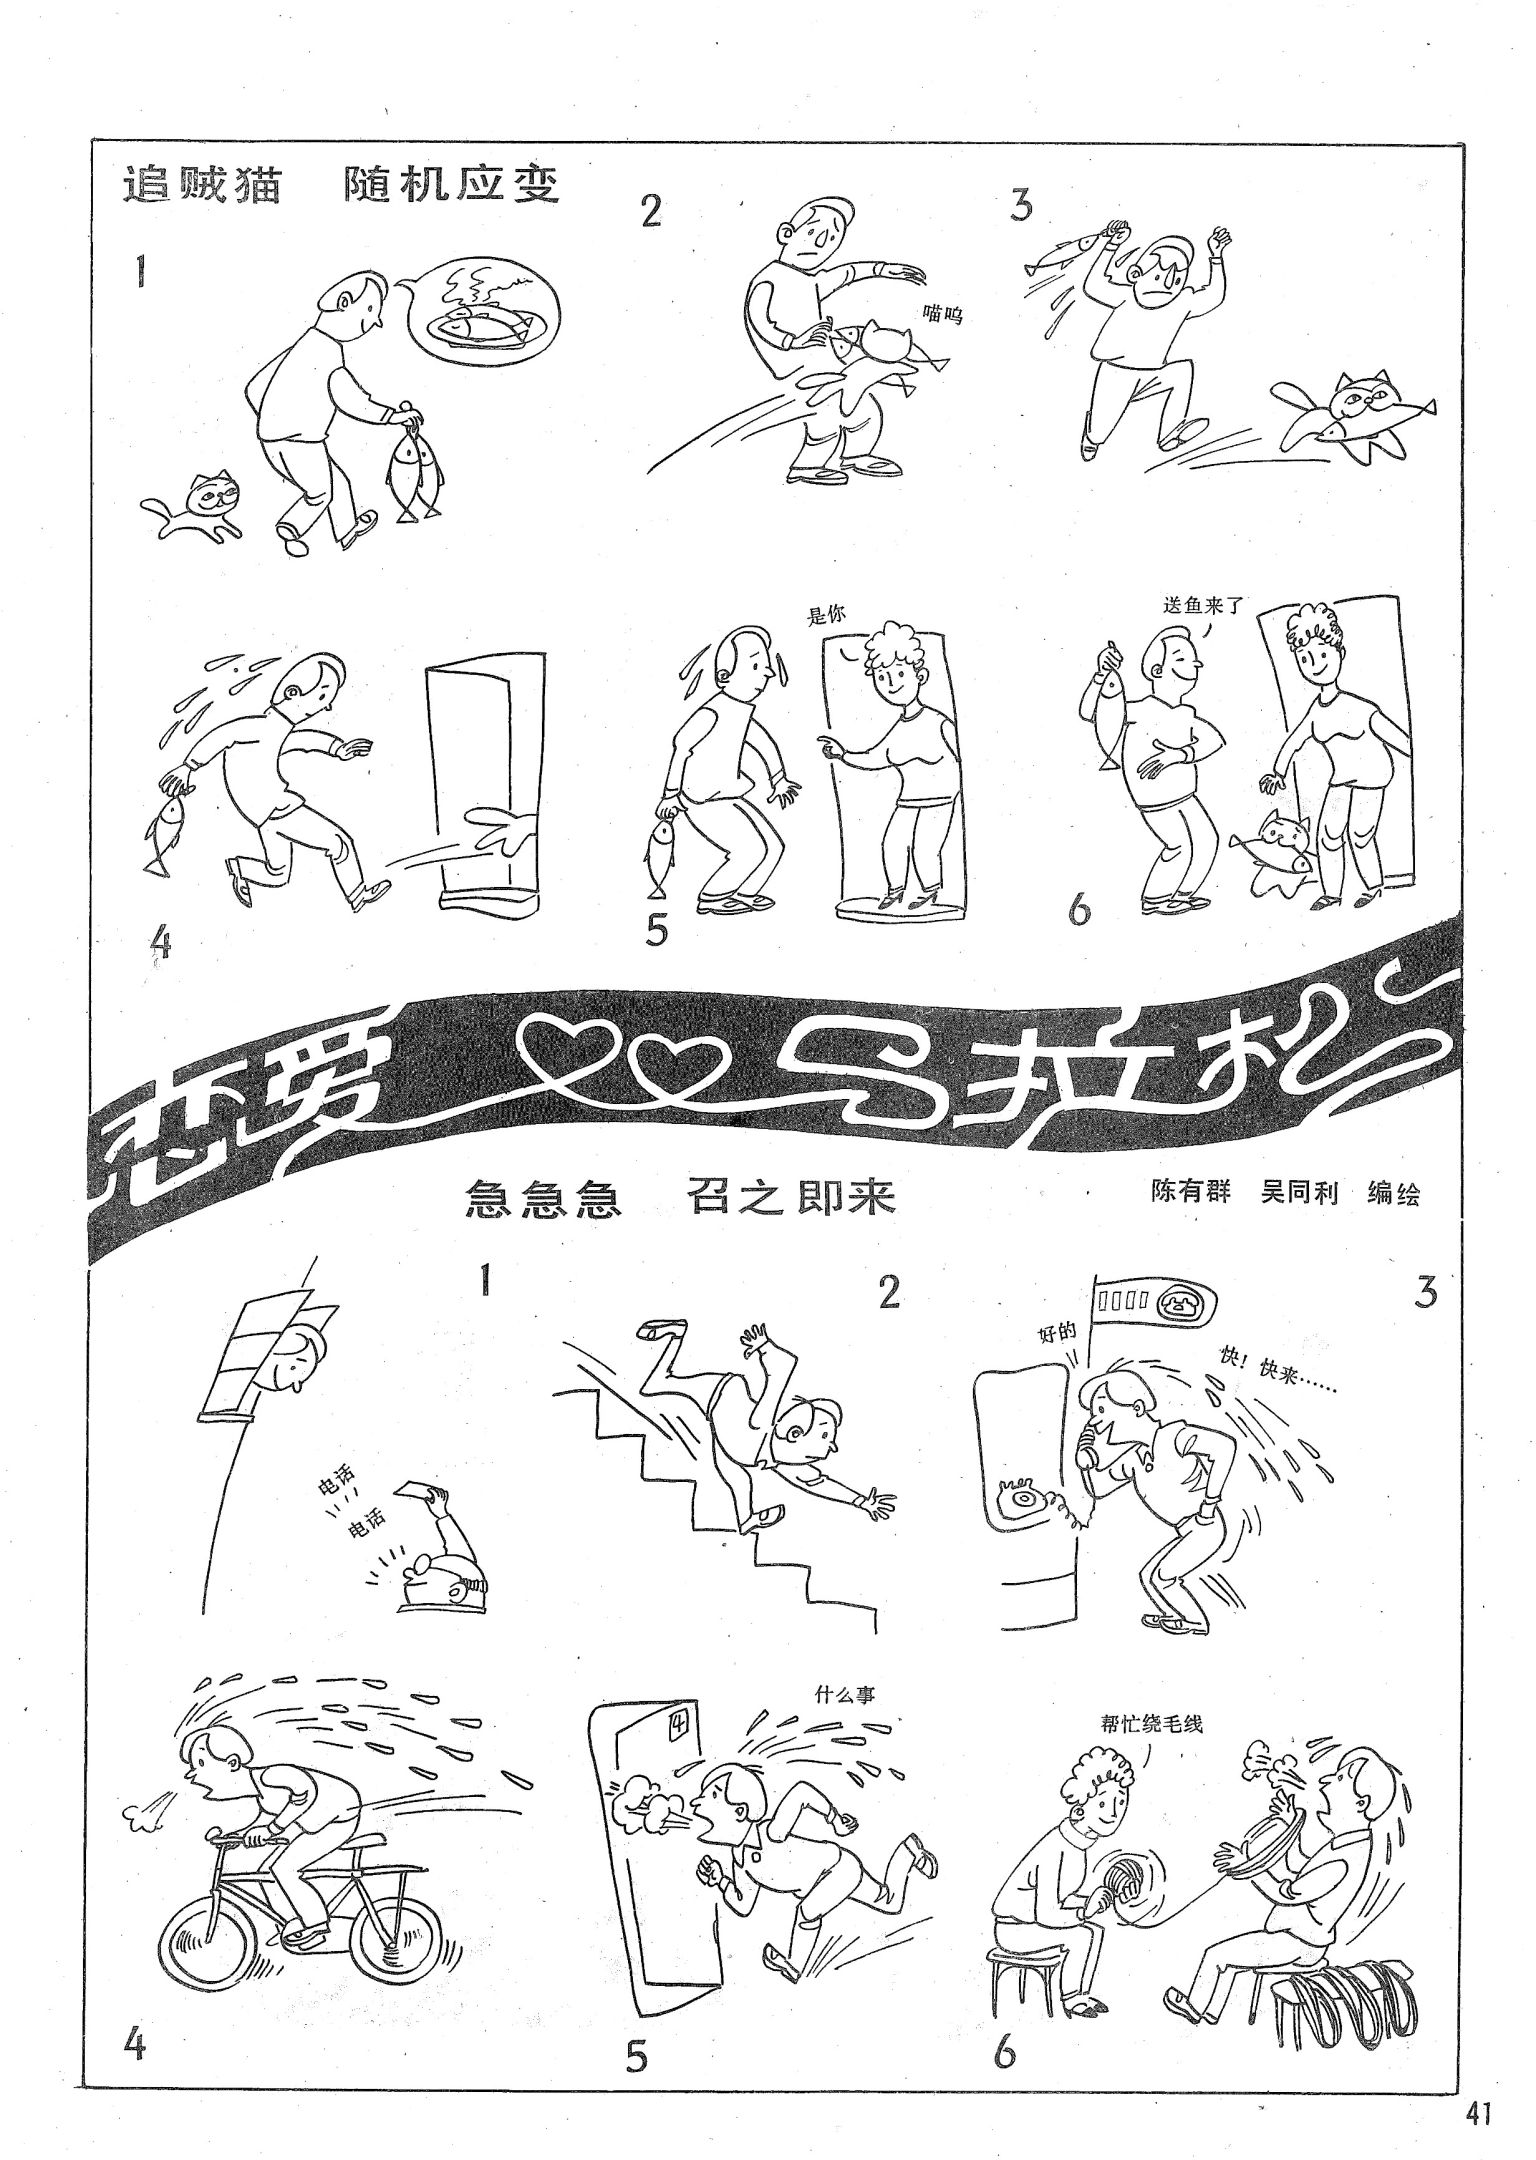 追贼猫 随机应变
1
2
喵呜
3
4
是你
5
送鱼来了
6
恋爱 马拉松
急急急 召之即来
陈有群 吴同利 编绘
1
电话
电话
2
3
好的
快！快来……
4
什么事
4
5
帮忙绕毛线
6
41